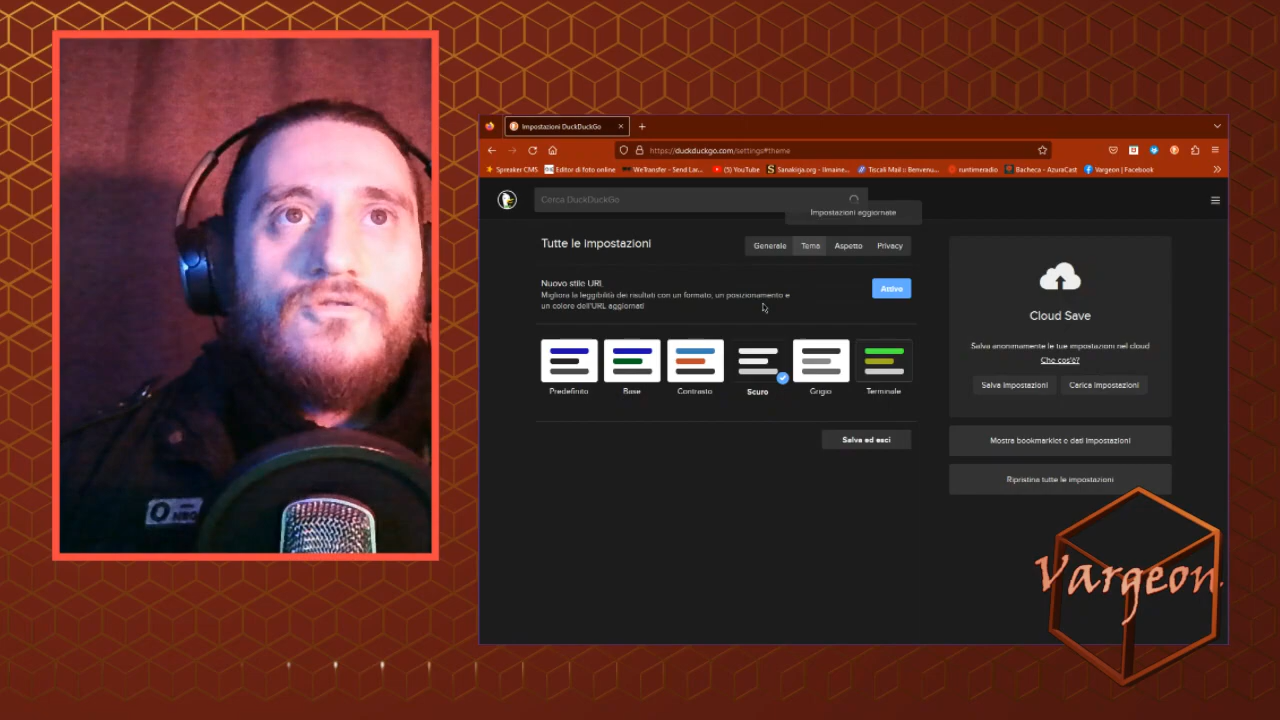 Impostazioni DuckDuckGo
https://duckduckgo.com/settings#theme
Spreaker CMS
Editor di foto online
WeTransfer - Send Lar...
(5) YouTube
Sanakirja.org - Ilmaine...
Tiscali Mail :: Benvenu...
runtimeradio
Bacheca - AzuraCast
Vargeon | Facebook
Cerca DuckDuckGo
Impostazioni aggiornate
Tutte le impostazioni
Generale Tema Aspetto Privacy
Nuovo stile URL
Migliora la leggibilità dei risultati con un formato, un posizionamento e
un colore dell'URL aggiornati
Attivo
Predefinito Base Contrasto Scuro Grigio Terminale
Salva ed esci
Cloud Save
Salva anonimamente le tue impostazioni nel cloud
Che cos'è?
Salva impostazioni Carica impostazioni
Mostra bookmarklet e dati impostazioni
Ripristina tutte le impostazioni
Vargeon